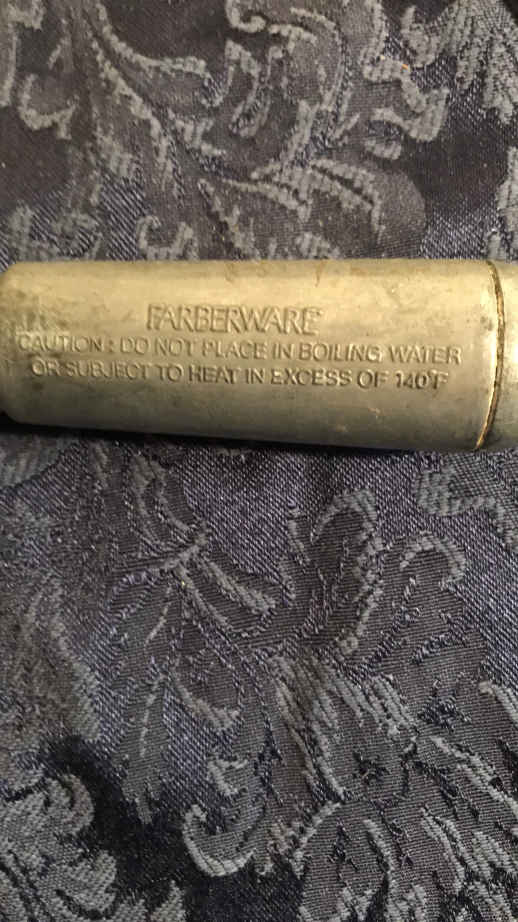 FARBERWARE®
CAUTION: DO NOT PLACE IN BOILING WATER
OR SUBJECT TO HEAT IN EXCESS OF 140°F